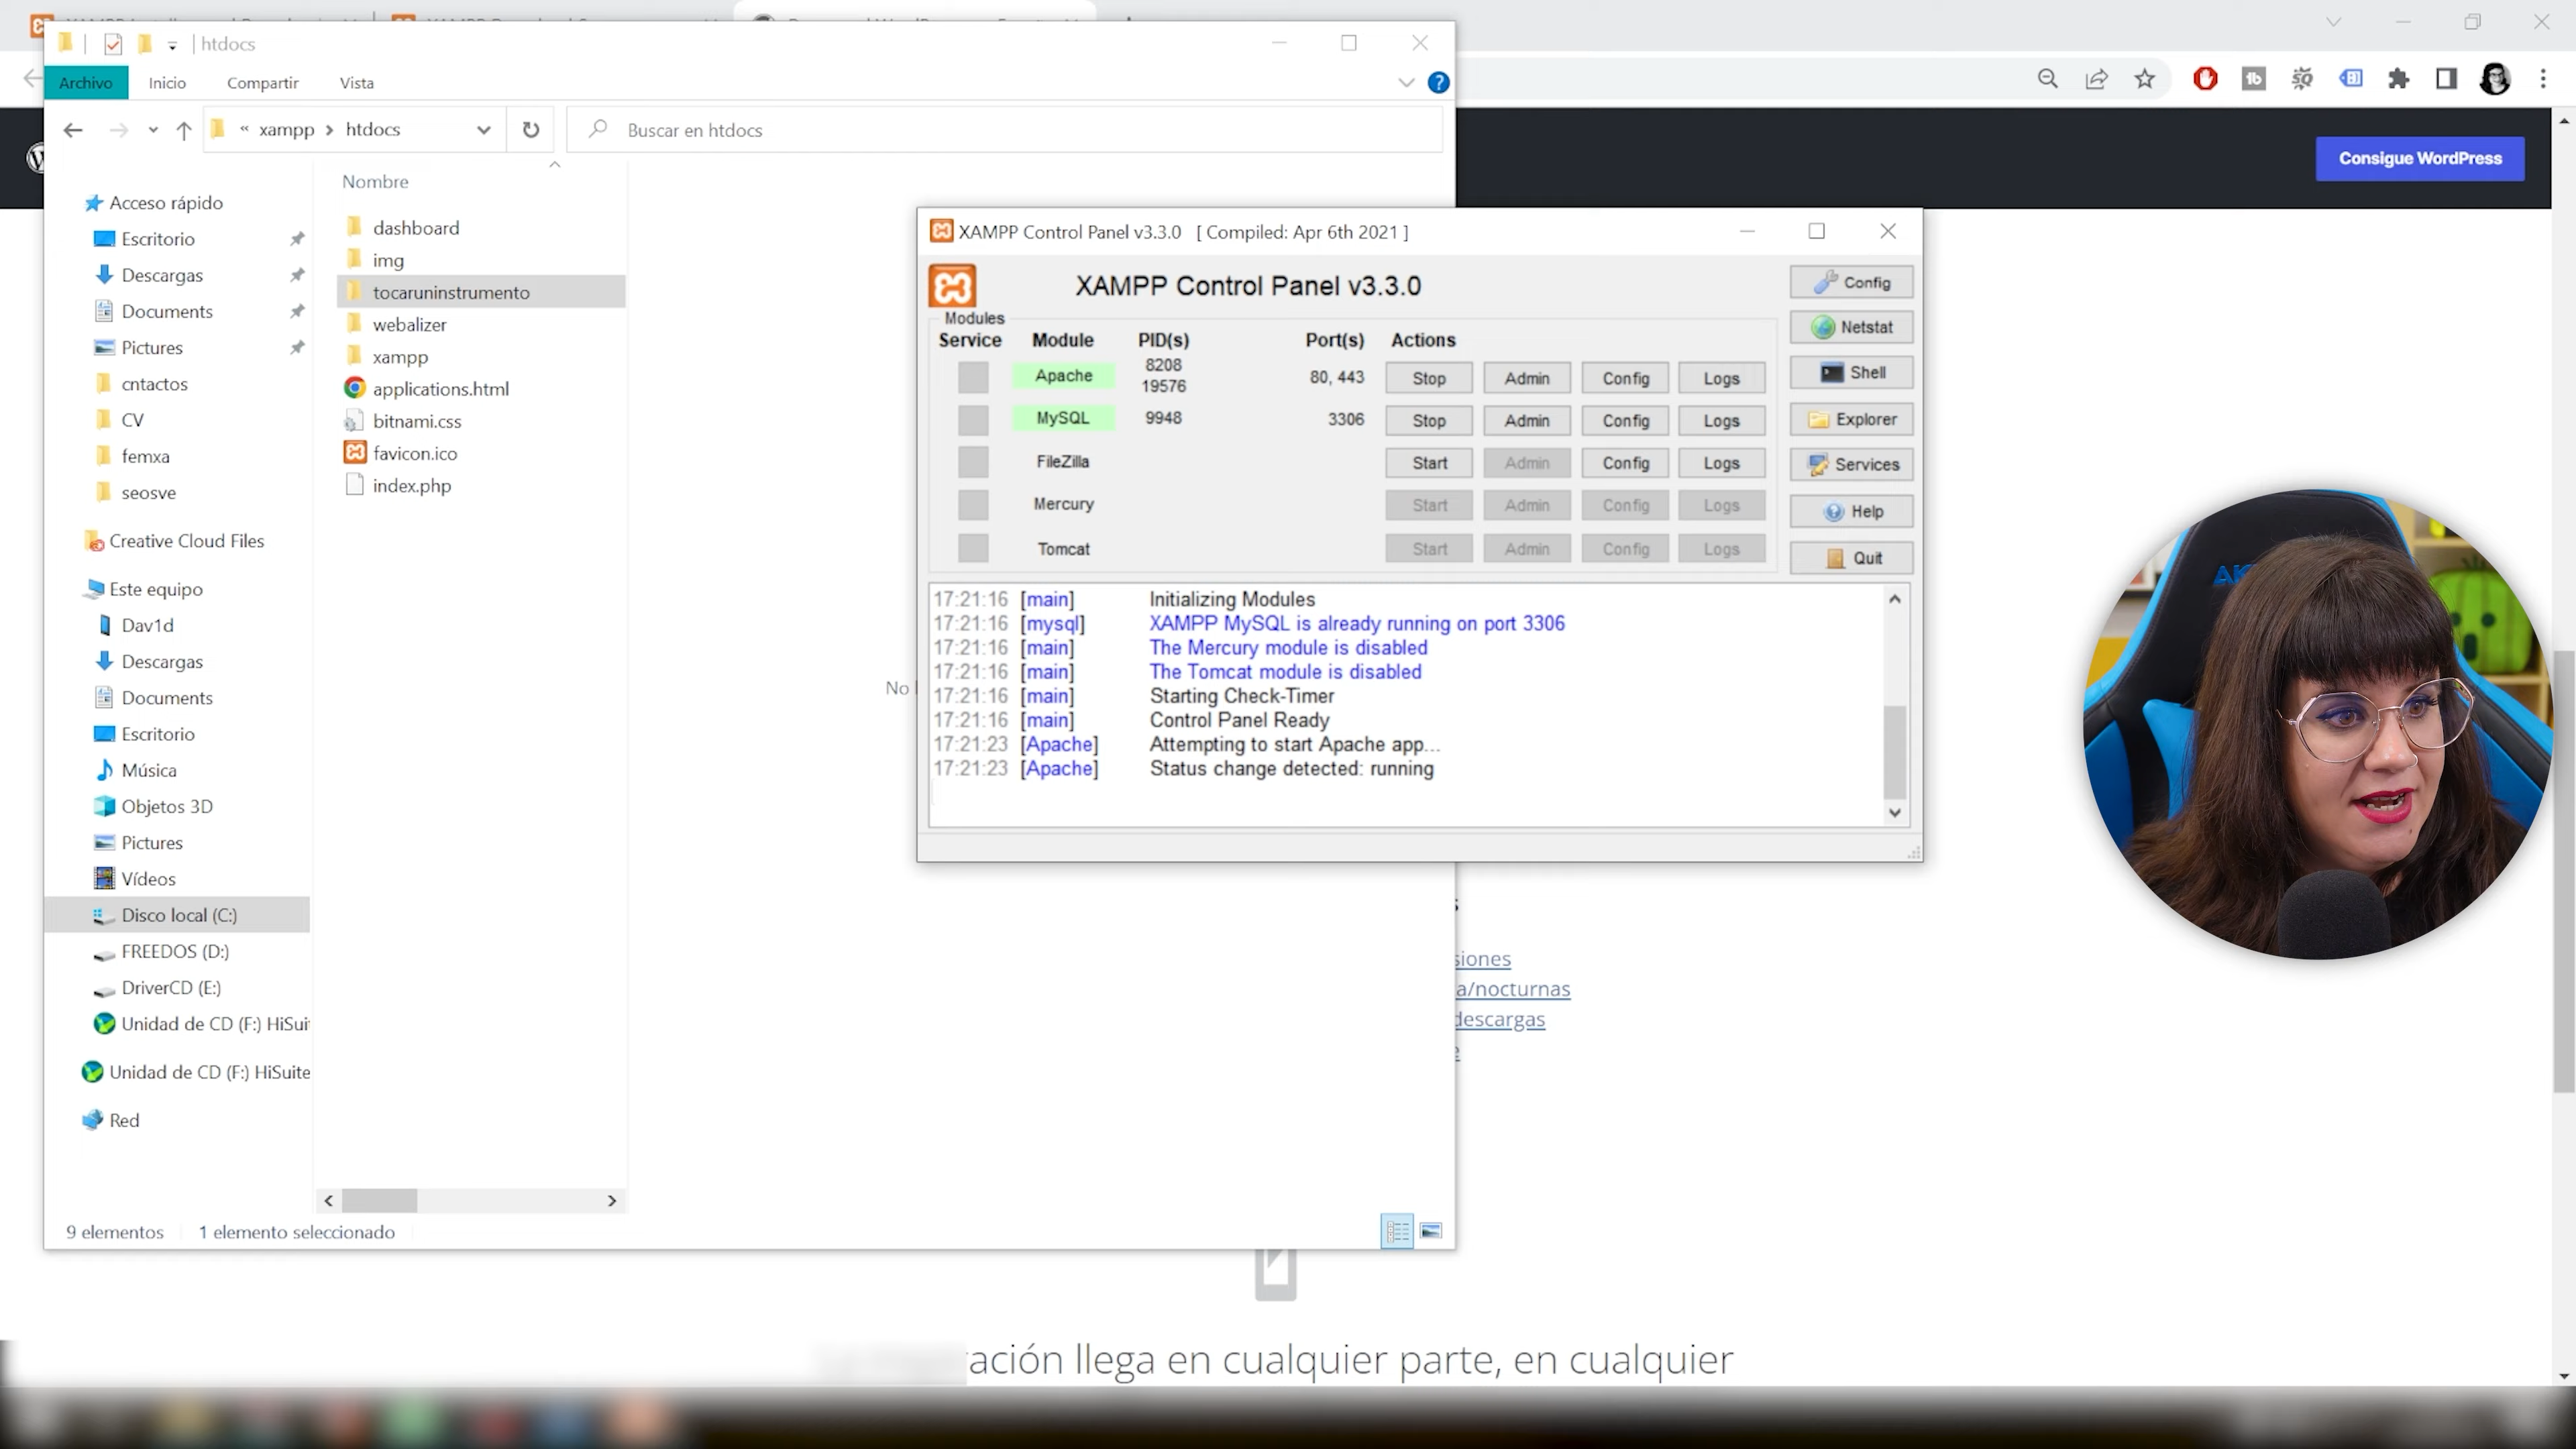 htdocs
Archivo
Inicio
Compartir
Vista
« xampp > htdocs
Buscar en htdocs
Consigue WordPress
Nombre
Acceso rápido
Escritorio
Descargas
Documents
Pictures
cntactos
CV
femxa
seosve
Creative Cloud Files
Este equipo
Dav1d
Descargas
Documents
Escritorio
Música
Objetos 3D
Pictures
Vídeos
Disco local (C:)
FREEDOS (D:)
DriverCD (E:)
Unidad de CD (F:) HiSuit
Unidad de CD (F:) HiSuite
Red
dashboard
img
tocaruninstrumento
webalizer
xampp
applications.html
bitnami.css
favicon.ico
index.php
No
9 elementos
1 elemento seleccionado
XAMPP Control Panel v3.3.0 [ Compiled: Apr 6th 2021 ]
XAMPP Control Panel v3.3.0
Modules
Service Module PID(s) Port(s) Actions
Apache 8208 19576 80, 443 Stop Admin Config Logs
MySQL 9948 3306 Stop Admin Config Logs
FileZilla Start Admin Config Logs
Mercury Start Admin Config Logs
Tomcat Start Admin Config Logs
Config
Netstat
Shell
Explorer
Services
Help
Quit
17:21:16 [main] Initializing Modules
17:21:16 [mysql] XAMPP MySQL is already running on port 3306
17:21:16 [main] The Mercury module is disabled
17:21:16 [main] The Tomcat module is disabled
17:21:16 [main] Starting Check-Timer
17:21:16 [main] Control Panel Ready
17:21:23 [Apache] Attempting to start Apache app...
17:21:23 [Apache] Status change detected: running
siones
a/nocturnas
descargas
e
ación llega en cualquier parte, en cualquier